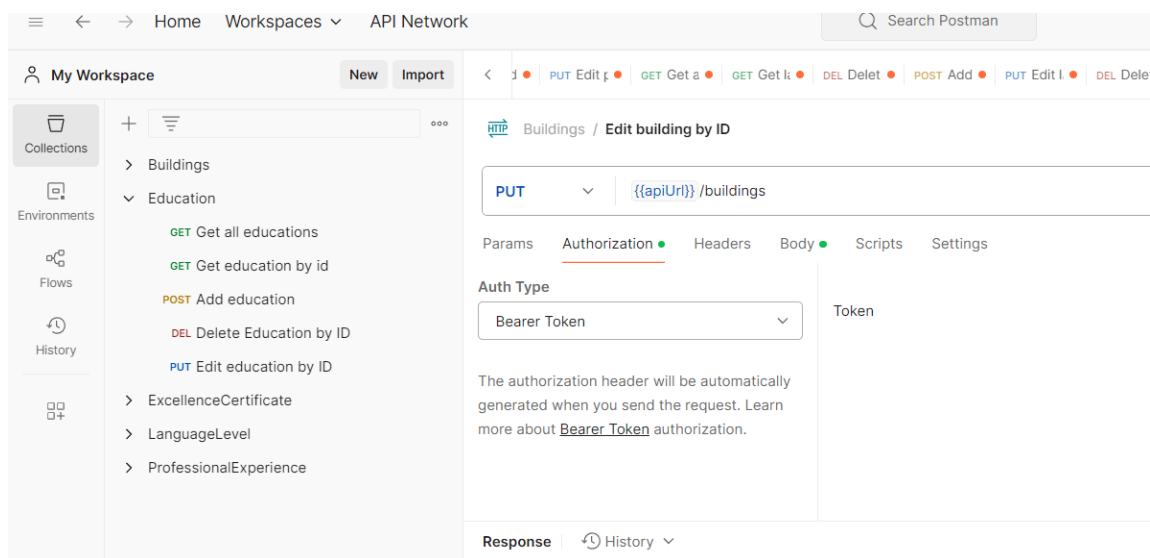 Home Workspaces API Network Search Postman
My Workspace New Import
PUT Edit GET Get a GET Get DEL Delet POST Add PUT Edit DEL Dele
Collections
Environments
Flows
History
Buildings
Education
GET Get all educations
GET Get education by id
POST Add education
DEL Delete Education by ID
PUT Edit education by ID
ExcellenceCertificate
LanguageLevel
ProfessionalExperience
HTTP Buildings / Edit building by ID
PUT {{apiUrl}} /buildings
Params Authorization Headers Body Scripts Settings
Auth Type
Bearer Token
Token
The authorization header will be automatically
generated when you send the request. Learn
more about Bearer Token authorization.
Response History